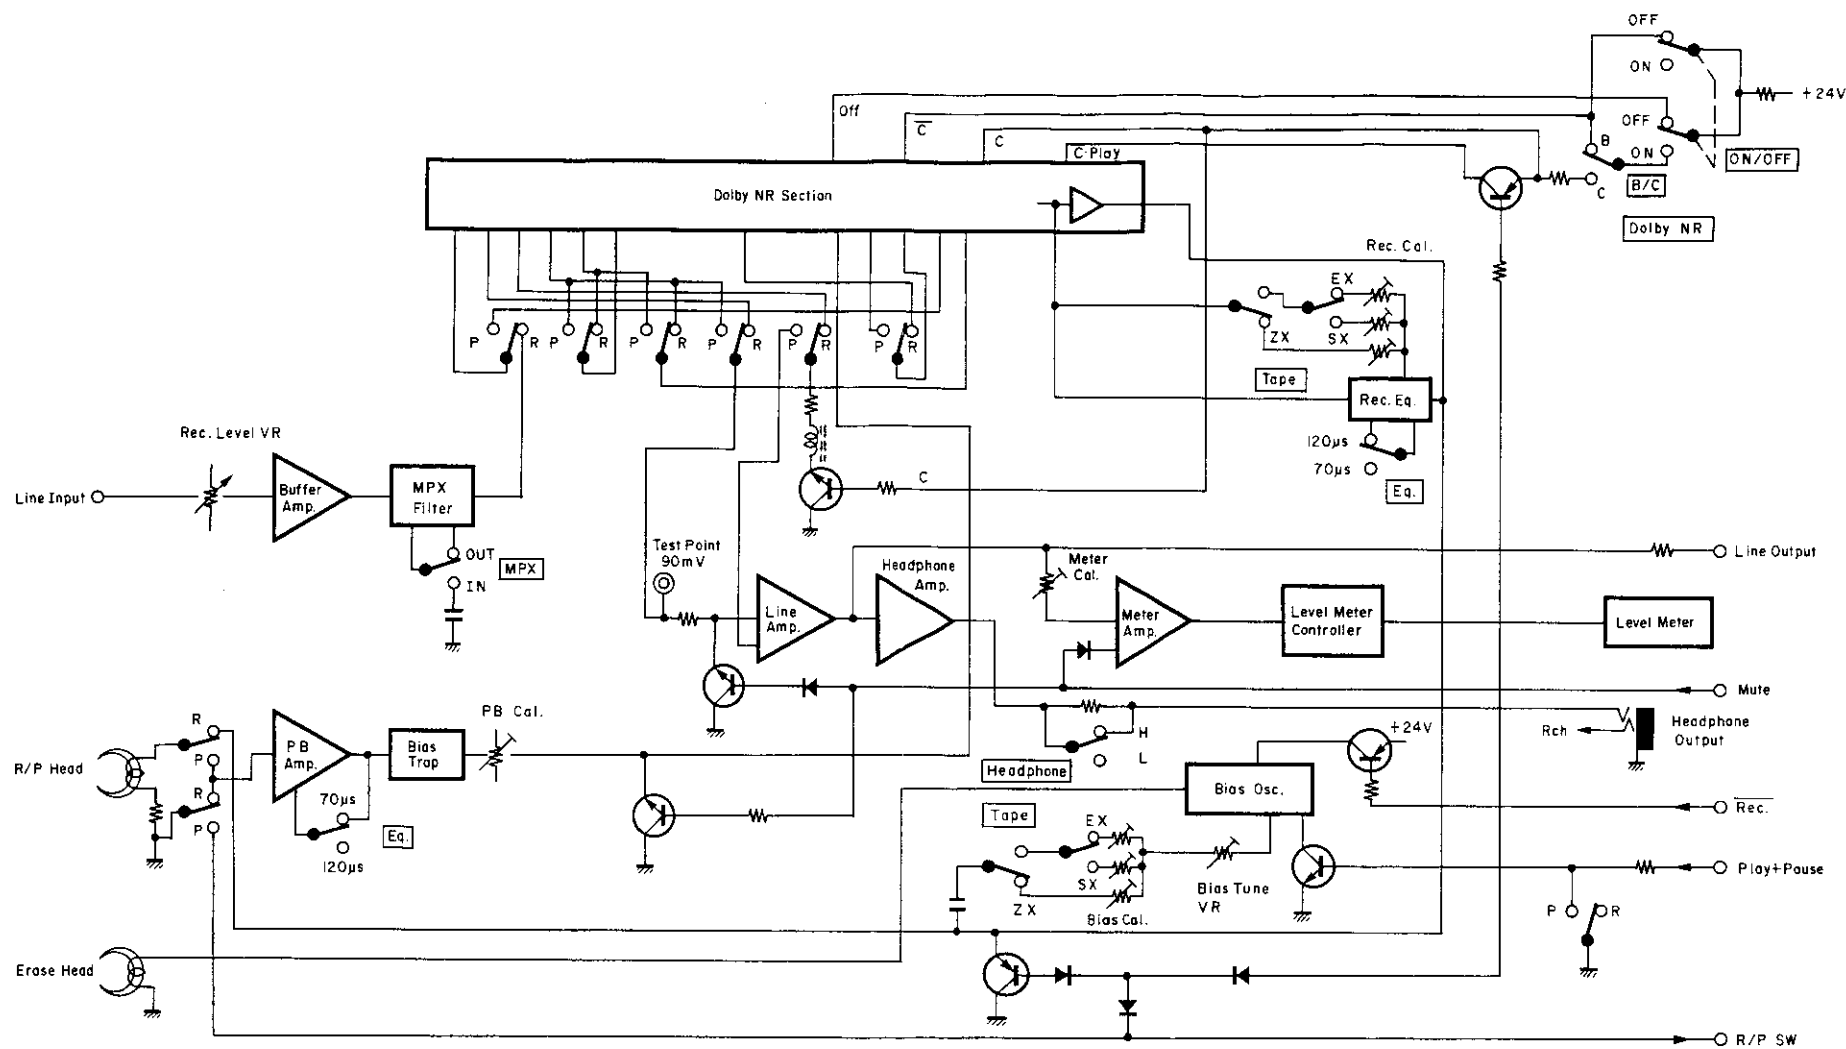 OFF
ON
+24V
Off
C̅
C
C̅·Play
OFF
B
ON
ON/OFF
B/C
C
Dolby NR
Dolby NR Section
Rec. Cal.
EX
SX
ZX
Tape
P
R
P
R
P
R
P
R
P
R
P
R
Rec. Eq.
120μs
70μs
Eq.
Rec. Level VR
Line Input
Buffer
Amp.
MPX
Filter
OUT
IN
MPX
C
Test Point
90mV
Line
Amp.
Headphone
Amp.
Meter
Cal.
Meter
Amp.
Level Meter
Controller
Level Meter
Line Output
Mute
PB Cal.
R
P
R
P
R/P Head
PB
Amp.
Bias
Trap
70μs
120μs
Eq.
H
L
Headphone
+24V
Rch
Headphone
Output
Bias Osc.
R̅e̅c̅.̅
Tape
EX
SX
ZX
Bias Cal.
Bias Tune
VR
Play+Pause
P
R
Erase Head
R/P SW